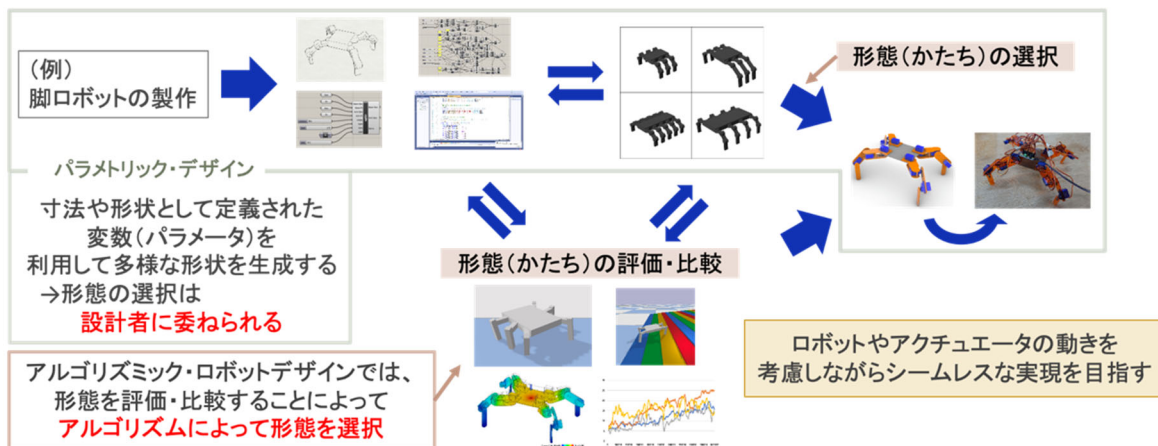 (例)
脚ロボットの製作
形態(かたち)の選択
パラメトリック・デザイン
寸法や形状として定義された
変数(パラメータ)を
利用して多様な形状を生成する
→形態の選択は
設計者に委ねられる
形態(かたち)の評価・比較
アルゴリズミック・ロボットデザインでは、
形態を評価・比較することによって
アルゴリズムによって形態を選択
ロボットやアクチュエータの動きを
考慮しながらシームレスな実現を目指す